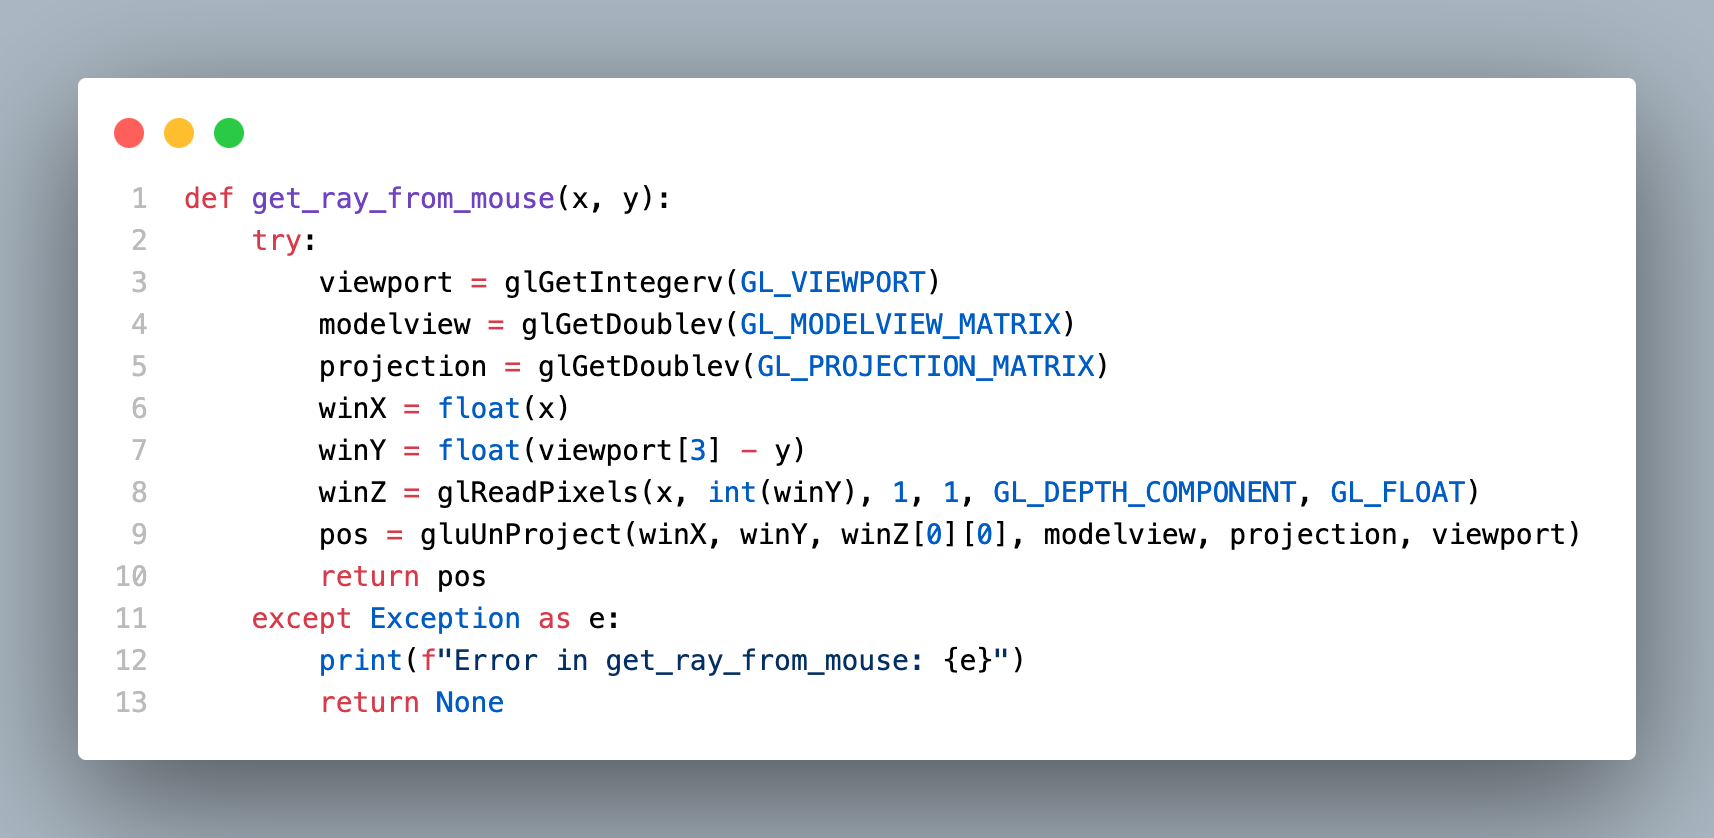 1 def get_ray_from_mouse(x, y):
2     try:
3         viewport = glGetIntegerv(GL_VIEWPORT)
4         modelview = glGetDoublev(GL_MODELVIEW_MATRIX)
5         projection = glGetDoublev(GL_PROJECTION_MATRIX)
6         winX = float(x)
7         winY = float(viewport[3] - y)
8         winZ = glReadPixels(x, int(winY), 1, 1, GL_DEPTH_COMPONENT, GL_FLOAT)
9         pos = gluUnProject(winX, winY, winZ[0][0], modelview, projection, viewport)
10         return pos
11     except Exception as e:
12         print(f"Error in get_ray_from_mouse: {e}")
13         return None